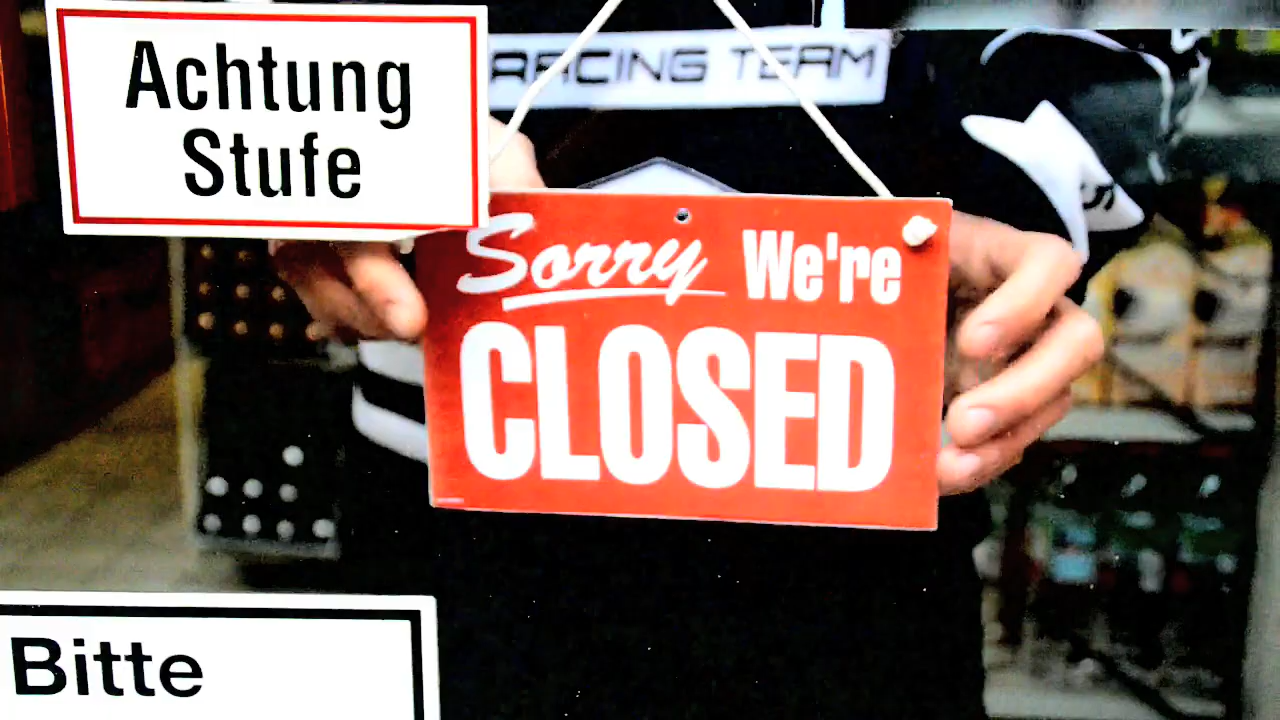 Achtung
Stufe
RACING TEAM
Sorry We're
CLOSED
Bitte